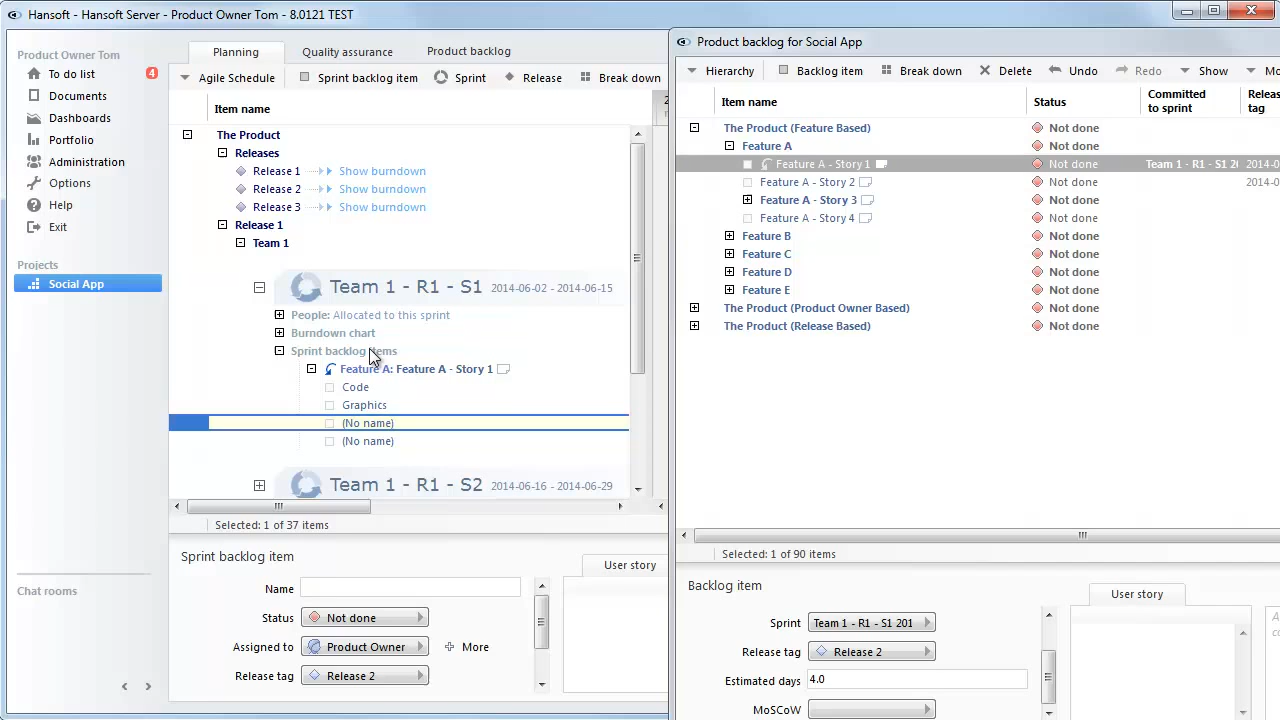 Hansoft - Hansoft Server - Product Owner Tom - 8.0121 TEST
Product Owner Tom
To do list
4
Documents
Dashboards
Portfolio
Administration
Options
Help
Exit
Projects
Social App
Chat rooms
Planning
Quality assurance
Product backlog
Agile Schedule
Sprint backlog item
Sprint
Release
Break down
Item name
2
The Product
Releases
Release 1
Show burndown
Release 2
Show burndown
Release 3
Show burndown
Release 1
Team 1
Team 1 - R1 - S1 2014-06-02 - 2014-06-15
People: Allocated to this sprint
Burndown chart
Sprint backlog items
Feature A: Feature A - Story 1
Code
Graphics
(No name)
(No name)
Team 1 - R1 - S2 2014-06-16 - 2014-06-29
Selected: 1 of 37 items
Sprint backlog item
User story
Name
Status Not done
Assigned to Product Owner More
Release tag Release 2
Product backlog for Social App
Hierarchy
Backlog item
Break down
Delete
Undo
Redo
Show
Mo
Item name
Status
Committed
to sprint
Releas
tag
The Product (Feature Based) Not done
Feature A Not done
Feature A - Story 1 Not done Team 1 - R1 - S1 2( 2014-0
Feature A - Story 2 Not done 2014-0
Feature A - Story 3 Not done
Feature A - Story 4 Not done
Feature B Not done
Feature C Not done
Feature D Not done
Feature E Not done
The Product (Product Owner Based) Not done
The Product (Release Based) Not done
Selected: 1 of 90 items
Backlog item
User story
Sprint Team 1 - R1 - S1 201
Release tag Release 2
Estimated days 4.0
MoSCoW